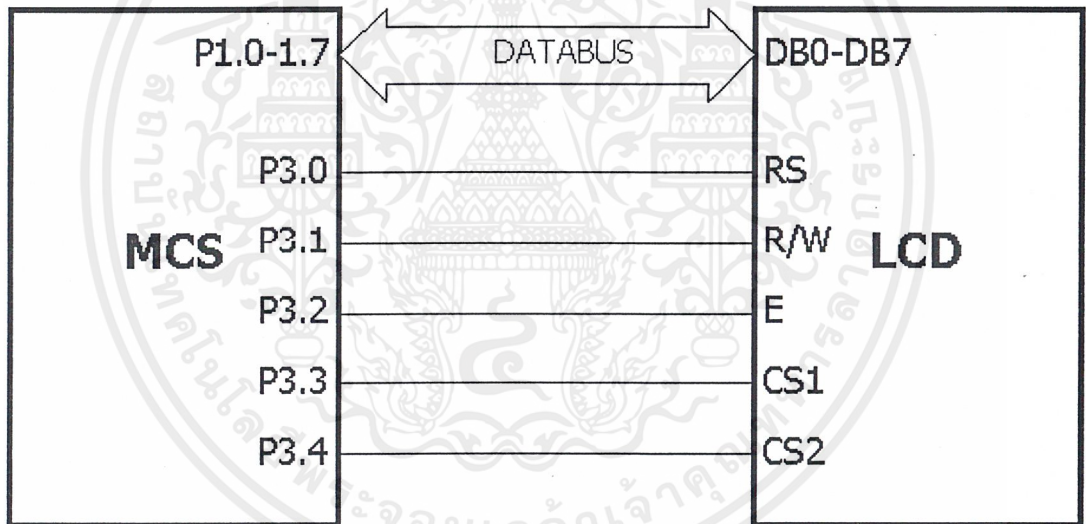 P1.0-1.7 DATABUS DB0-DB7
P3.0 RS
P3.1 R/W
MCS LCD
P3.2 E
P3.3 CS1
P3.4 CS2